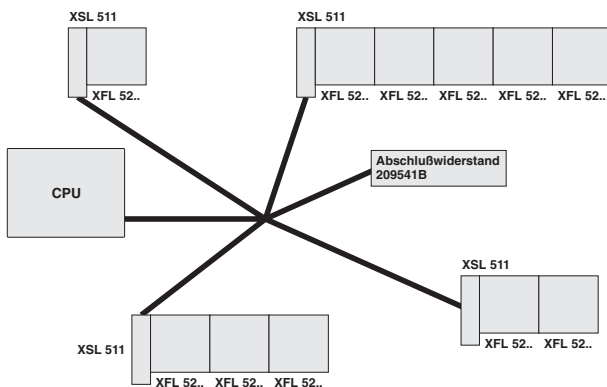 XSL 511
XSL 511
XFL 52..
XFL 52.. XFL 52.. XFL 52.. XFL 52.. XFL 52..
Abschlußwiderstand
209541B
CPU
XSL 511
XFL 52.. XFL 52..
XSL 511
XFL 52.. XFL 52.. XFL 52..